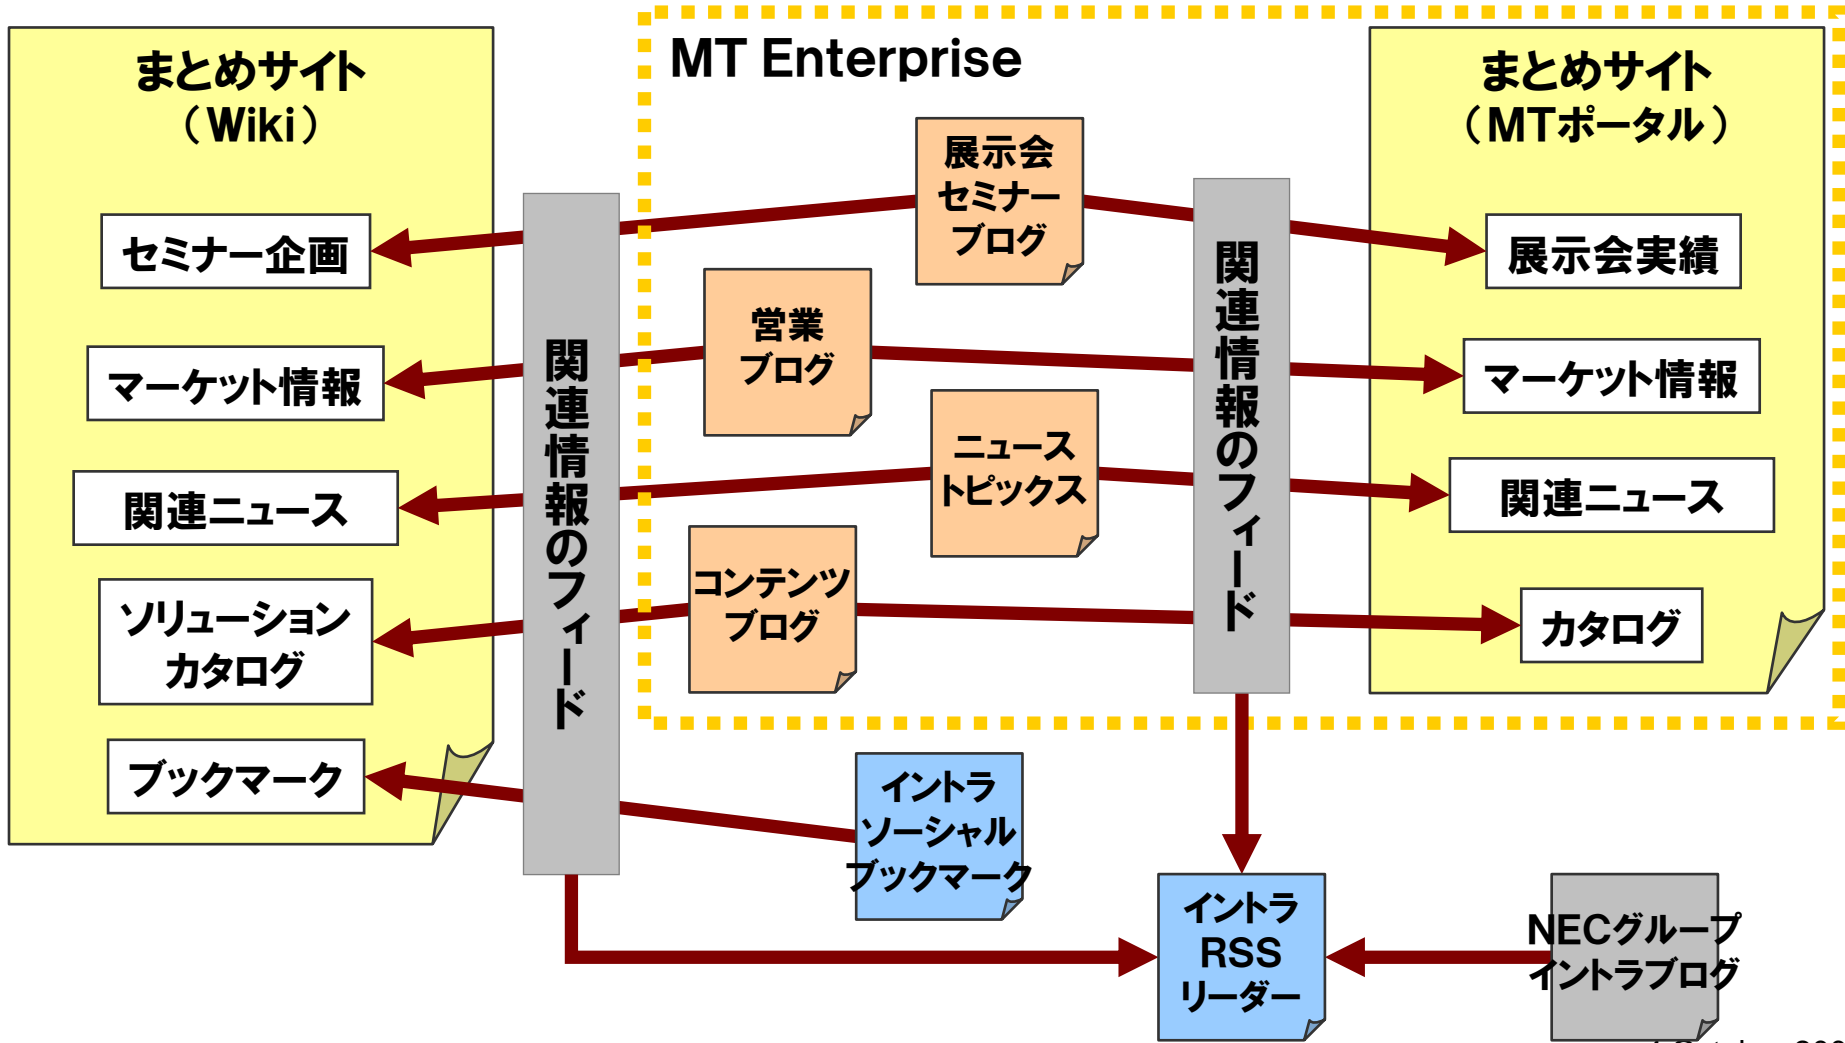 まとめサイト
（Wiki）
セミナー企画
マーケット情報
関連ニュース
ソリューション
カタログ
ブックマーク
関連情報のフィード
MT Enterprise
展示会
セミナー
ブログ
営業
ブログ
ニュース
トピックス
コンテンツ
ブログ
関連情報のフィード
まとめサイト
（MTポータル）
展示会実績
マーケット情報
関連ニュース
カタログ
イントラ
ソーシャル
ブックマーク
イントラ
RSS
リーダー
NECグループ
イントラブログ